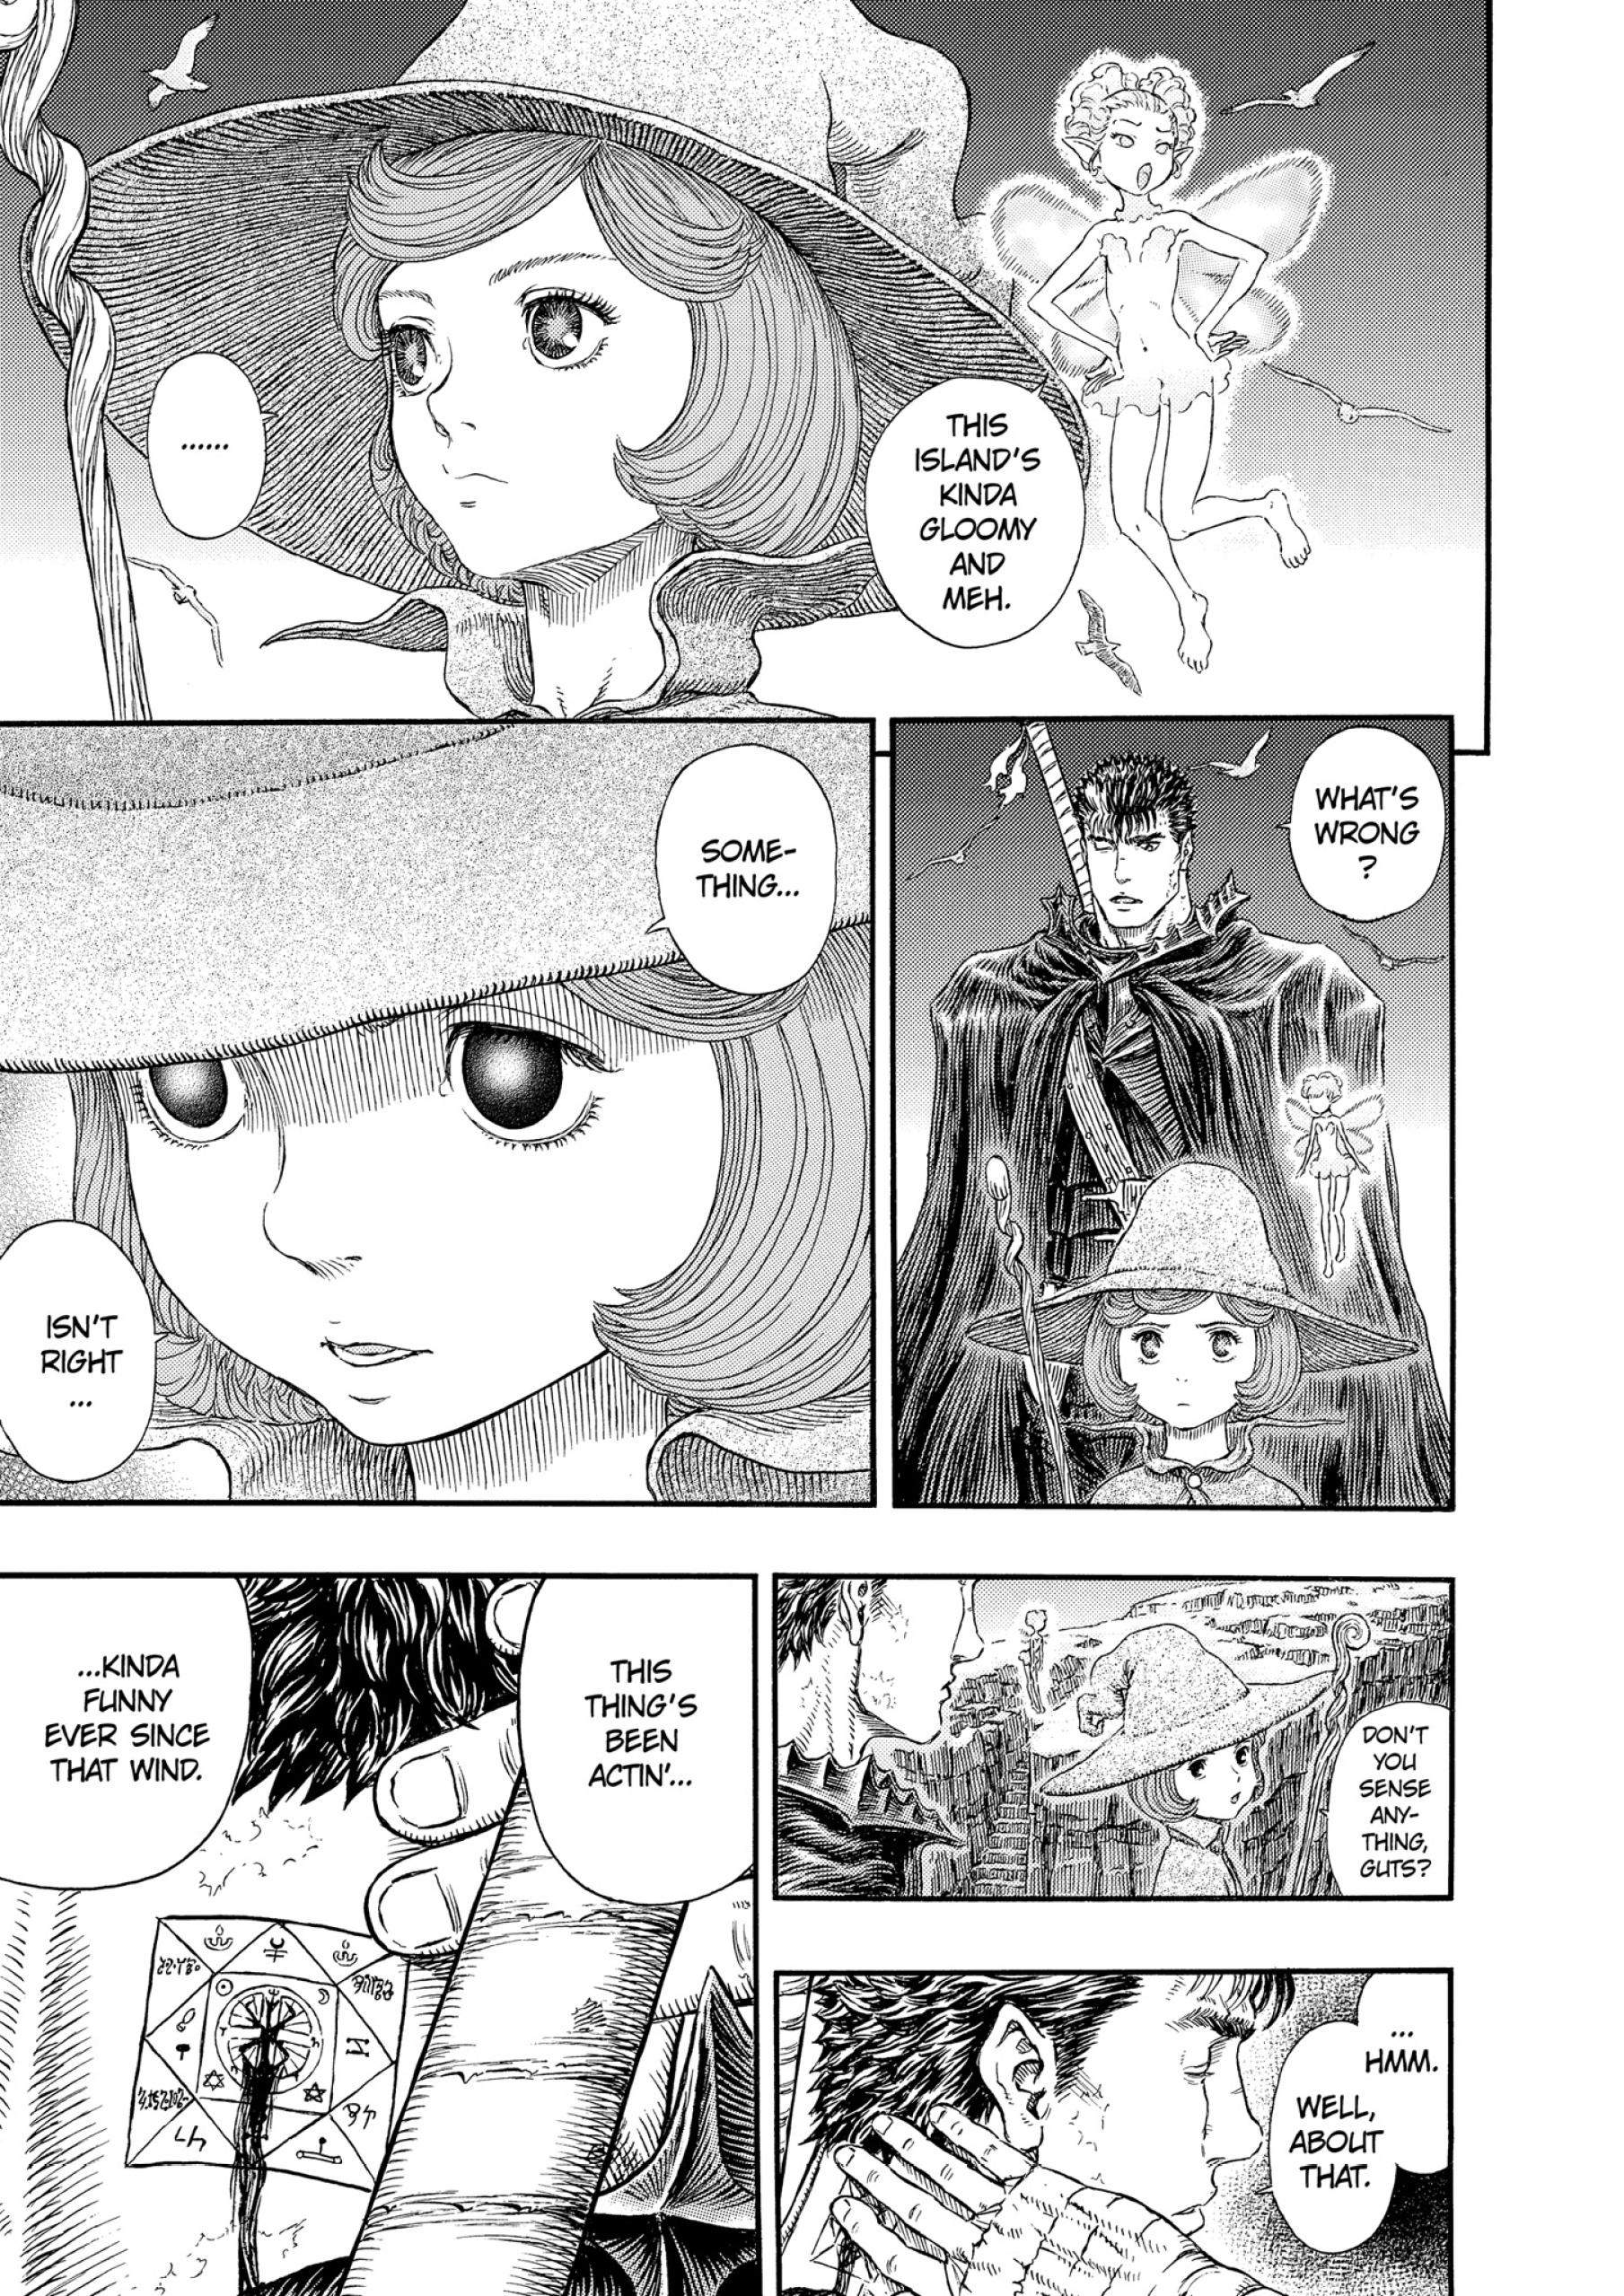 THIS
ISLAND'S
KINDA
GLOOMY
AND
MEH.
......
WHAT'S
WRONG
?
SOME-
THING...
ISN'T
RIGHT
...
DON'T
YOU
SENSE
ANY-
THING,
GUTS?
...
HMM.
WELL,
ABOUT
THAT.
THIS
THING'S
BEEN
ACTIN'...
...KINDA
FUNNY
EVER SINCE
THAT WIND.